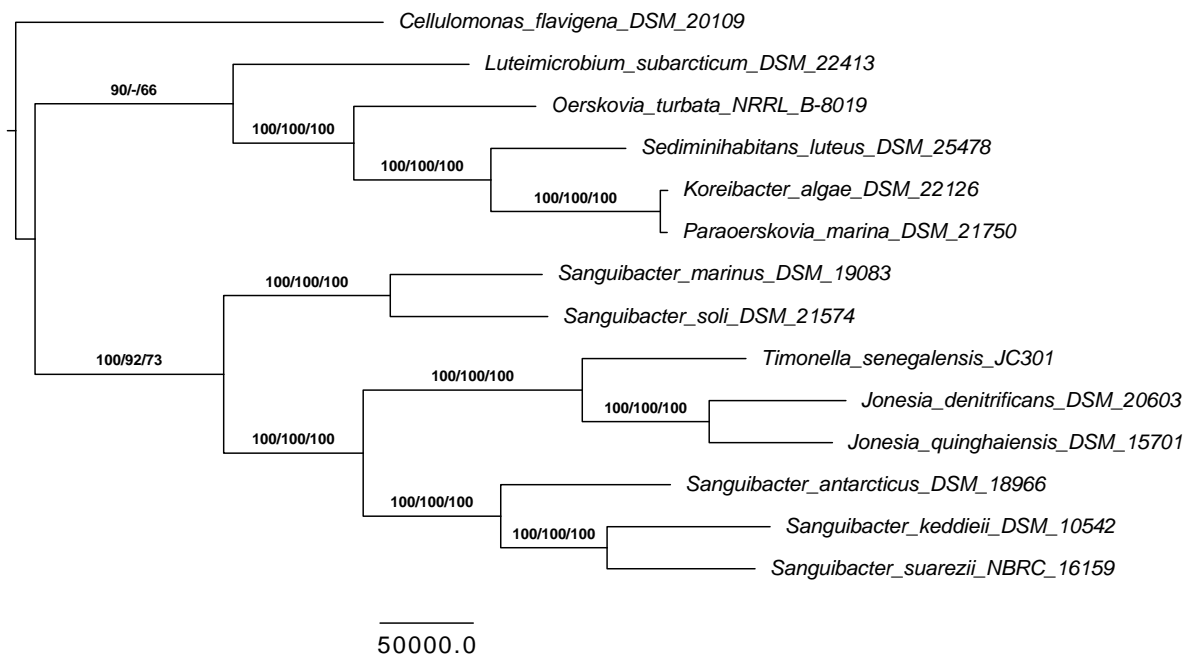 Cellulomonas_flavigena_DSM_20109
Luteimicrobium_subarcticum_DSM_22413
90/-/66
Oerskovia_turbata_NRRL_B-8019
100/100/100
Sediminihabitans_luteus_DSM_25478
100/100/100
Koreibacter_algae_DSM_22126
100/100/100
Paraoerskovia_marina_DSM_21750
Sanguibacter_marinus_DSM_19083
100/100/100
Sanguibacter_soli_DSM_21574
100/92/73
Timonella_senegalensis_JC301
100/100/100
Jonesia_denitrificans_DSM_20603
100/100/100
Jonesia_quinghaiensis_DSM_15701
100/100/100
Sanguibacter_antarcticus_DSM_18966
100/100/100
Sanguibacter_keddieii_DSM_10542
100/100/100
Sanguibacter_suarezii_NBRC_16159
50000.0